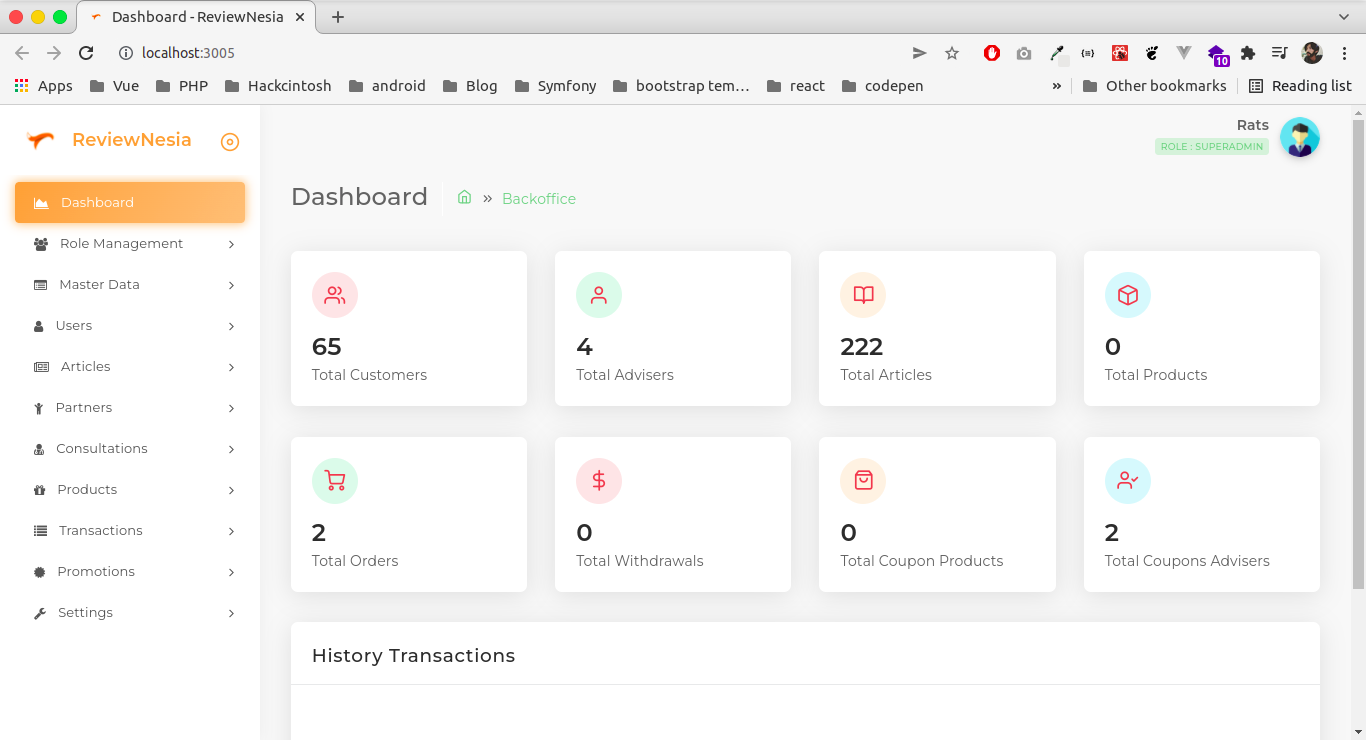 Dashboard - ReviewNesia
localhost:3005
10
Apps Vue PHP Hackinctosh android Blog Symfony bootstrap tem… react codepen » Other bookmarks Reading list
ReviewNesia
Rats
ROLE : SUPERADMIN
Dashboard
Role Management
Master Data
Users
Articles
Partners
Consultations
Products
Transactions
Promotions
Settings
Dashboard » Backoffice
65
Total Customers
4
Total Advisers
222
Total Articles
0
Total Products
2
Total Orders
0
Total Withdrawals
0
Total Coupon Products
2
Total Coupons Advisers
History Transactions